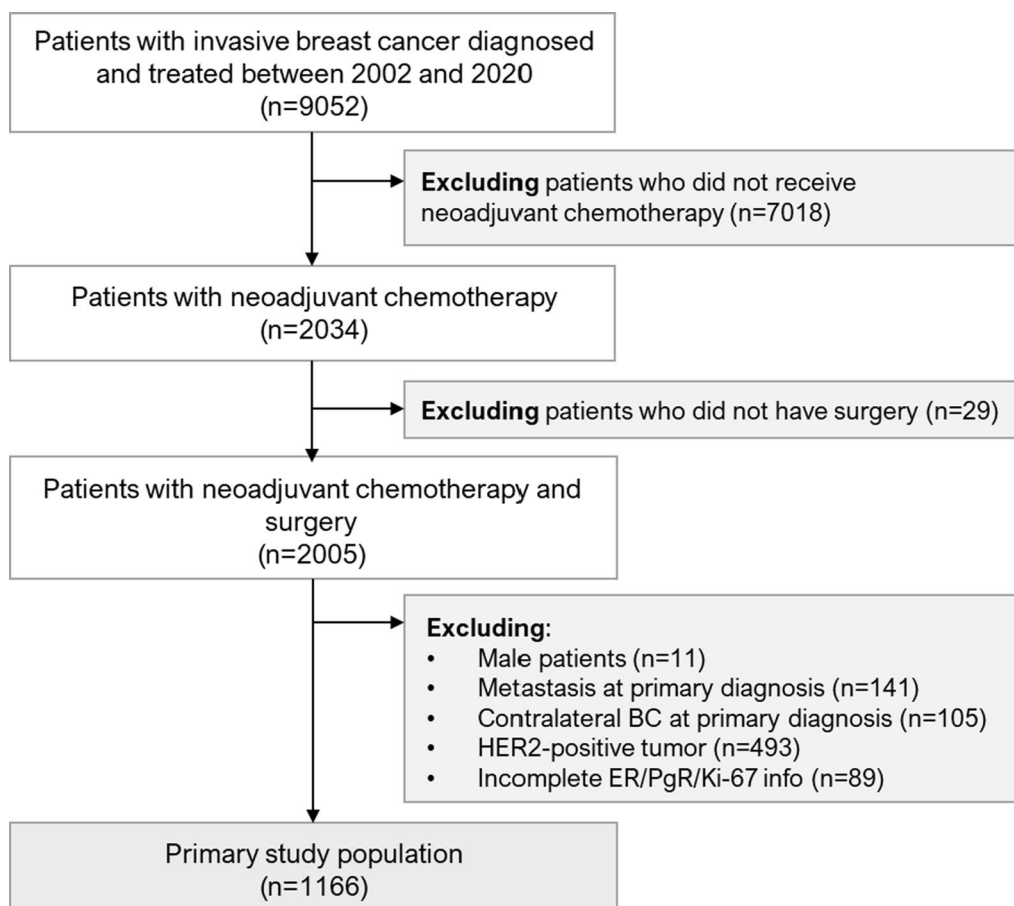 Patients with invasive breast cancer diagnosed
and treated between 2002 and 2020
(n=9052)
Excluding patients who did not receive
neoadjuvant chemotherapy (n=7018)
Patients with neoadjuvant chemotherapy
(n=2034)
Excluding patients who did not have surgery (n=29)
Patients with neoadjuvant chemotherapy and
surgery
(n=2005)
Excluding:
• Male patients (n=11)
• Metastasis at primary diagnosis (n=141)
• Contralateral BC at primary diagnosis (n=105)
• HER2-positive tumor (n=493)
• Incomplete ER/PgR/Ki-67 info (n=89)
Primary study population
(n=1166)